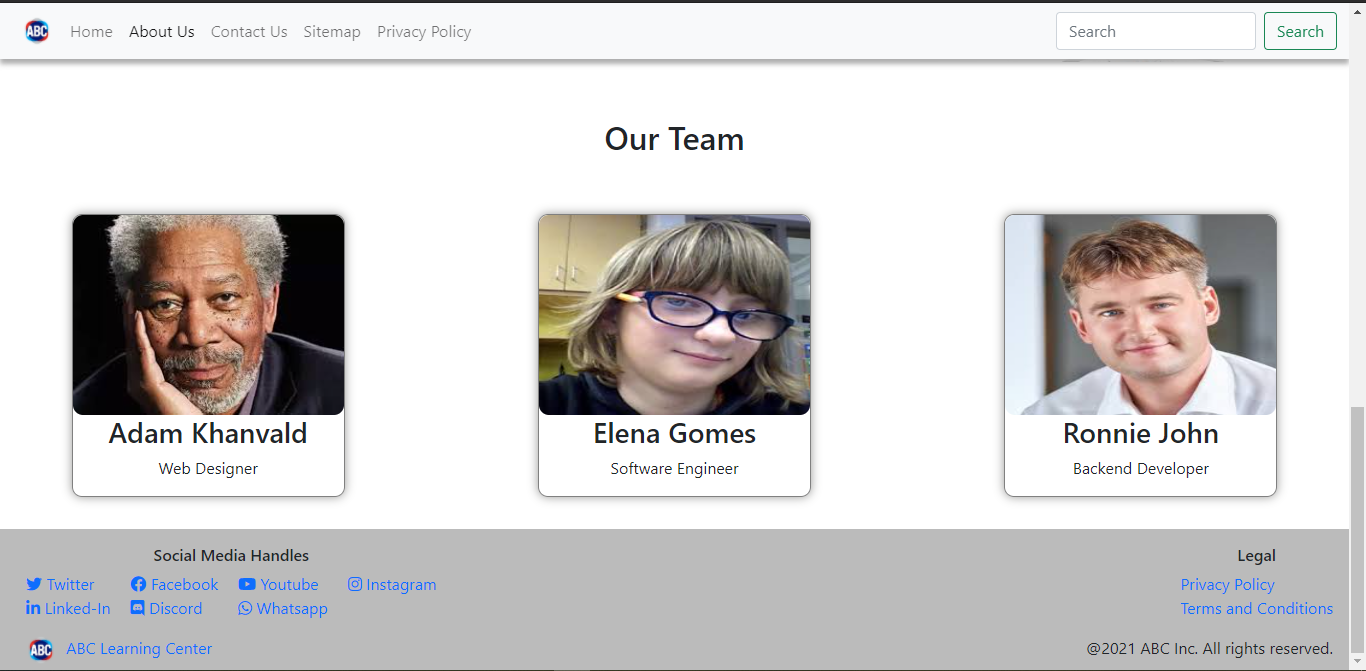 ABC Home About Us Contact Us Sitemap Privacy Policy Search Search
Our Team
Adam Khanvald
Web Designer
Elena Gomes
Software Engineer
Ronnie John
Backend Developer
Social Media Handles
Twitter Facebook Youtube Instagram
Linked-In Discord Whatsapp
Legal
Privacy Policy
Terms and Conditions
ABC ABC Learning Center
@2021 ABC Inc. All rights reserved.